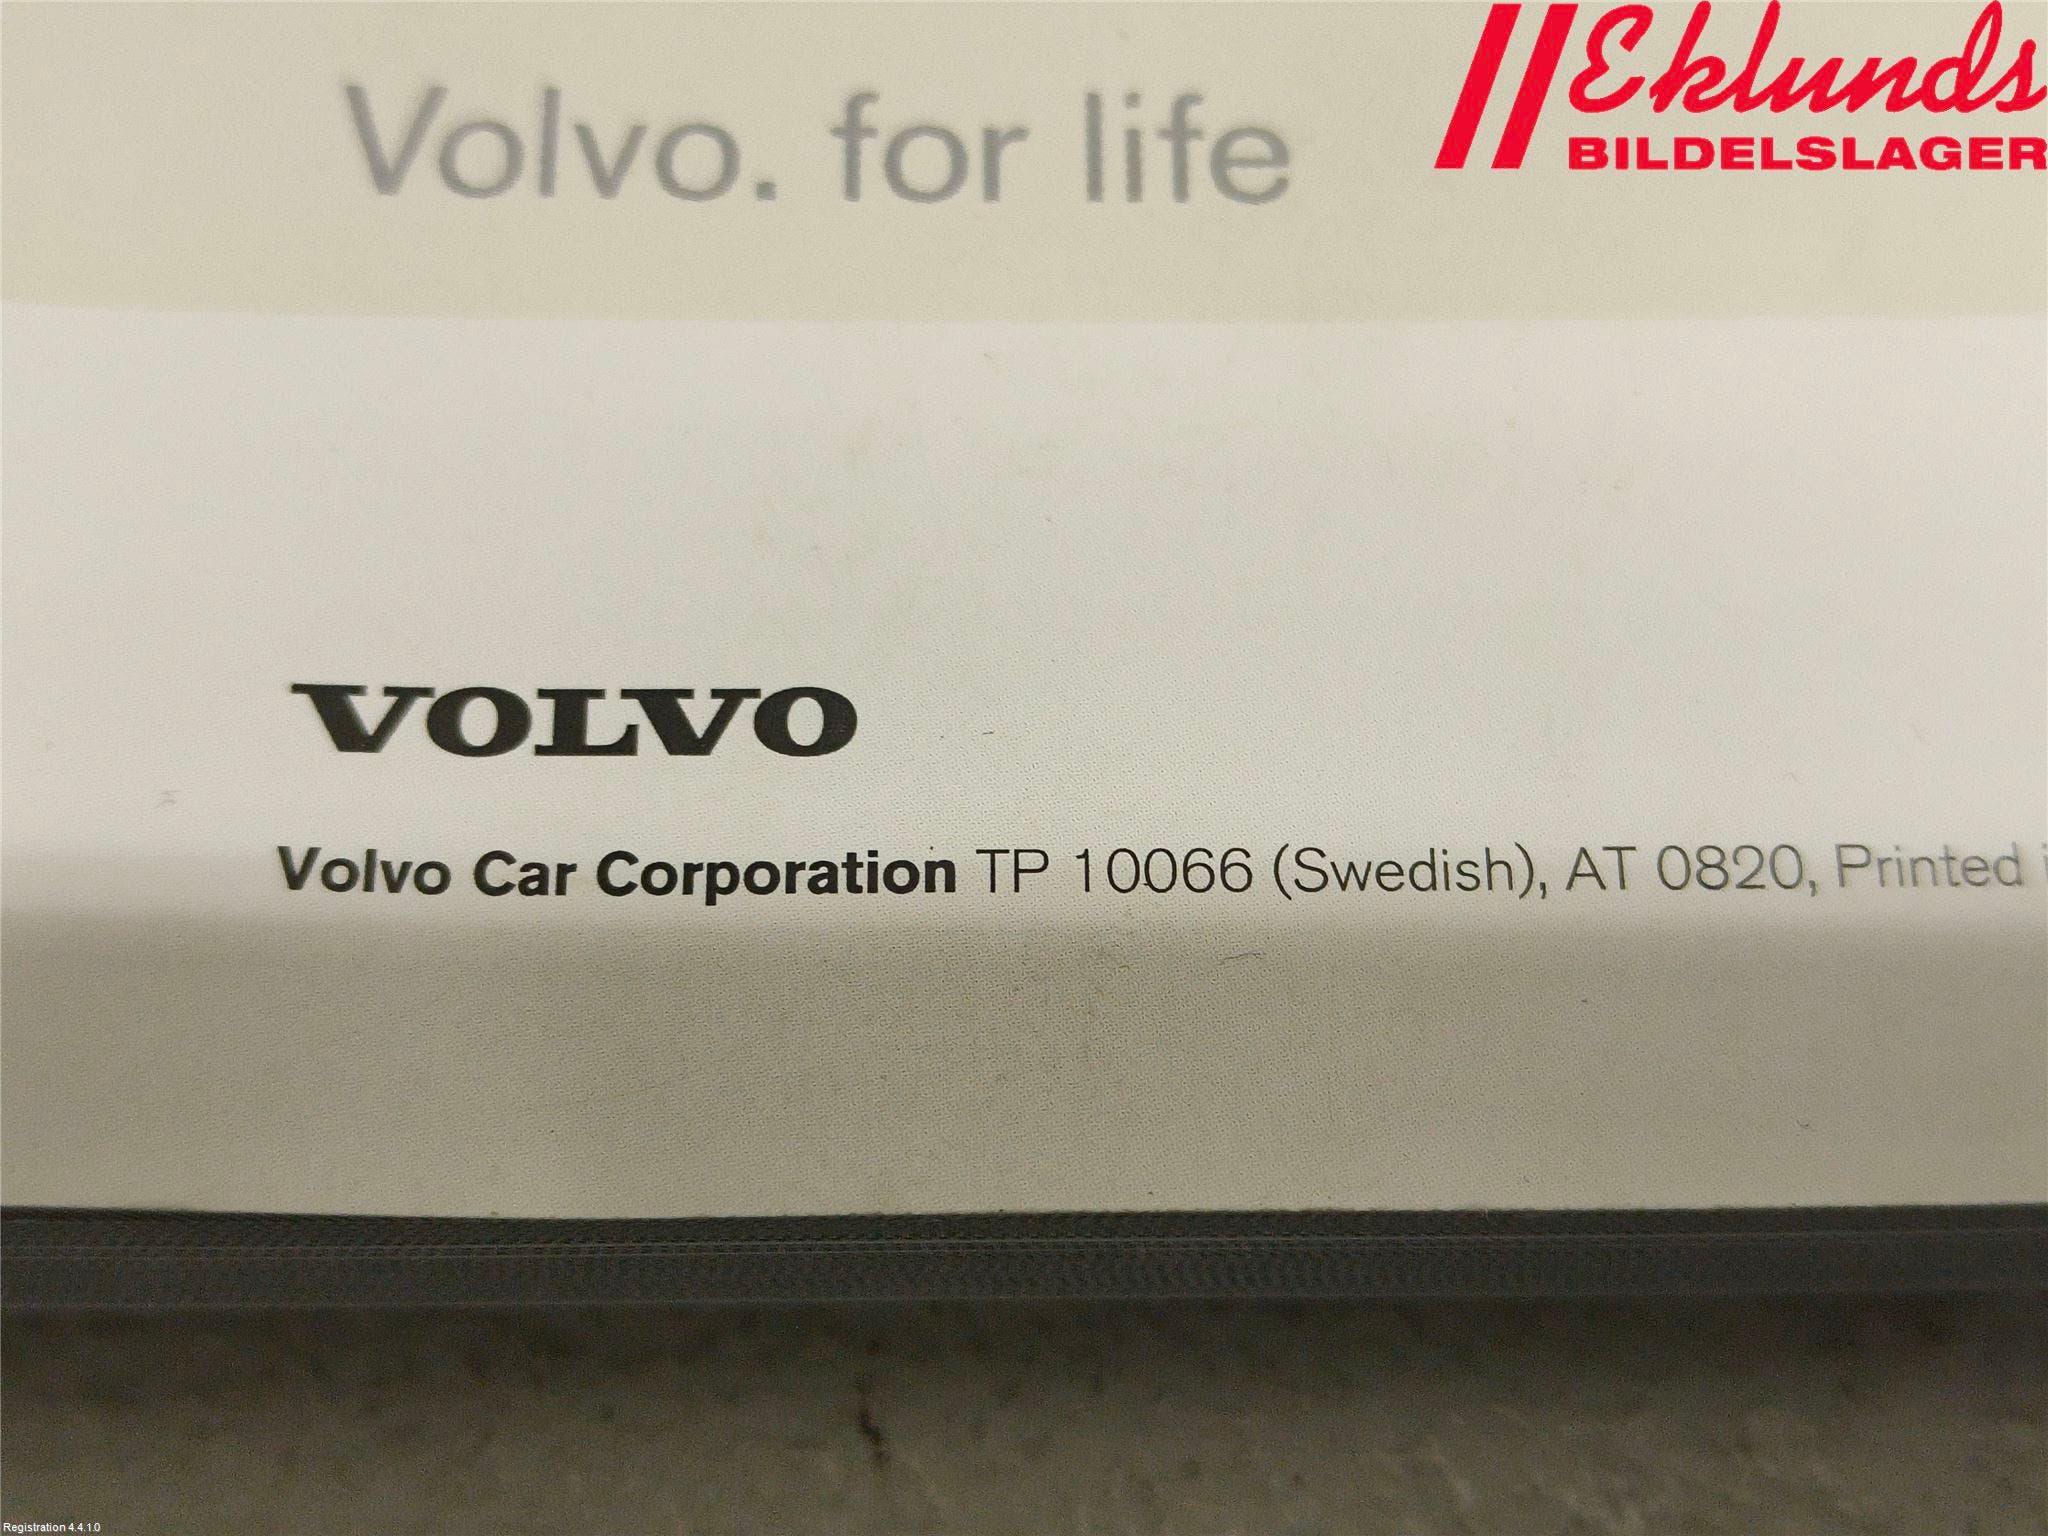 Eklunds
BILDELSLAGER
Volvo. for life
VOLVO
Volvo Car Corporation TP 10066 (Swedish), AT 0820, Printed
Registration 4.4.1.0